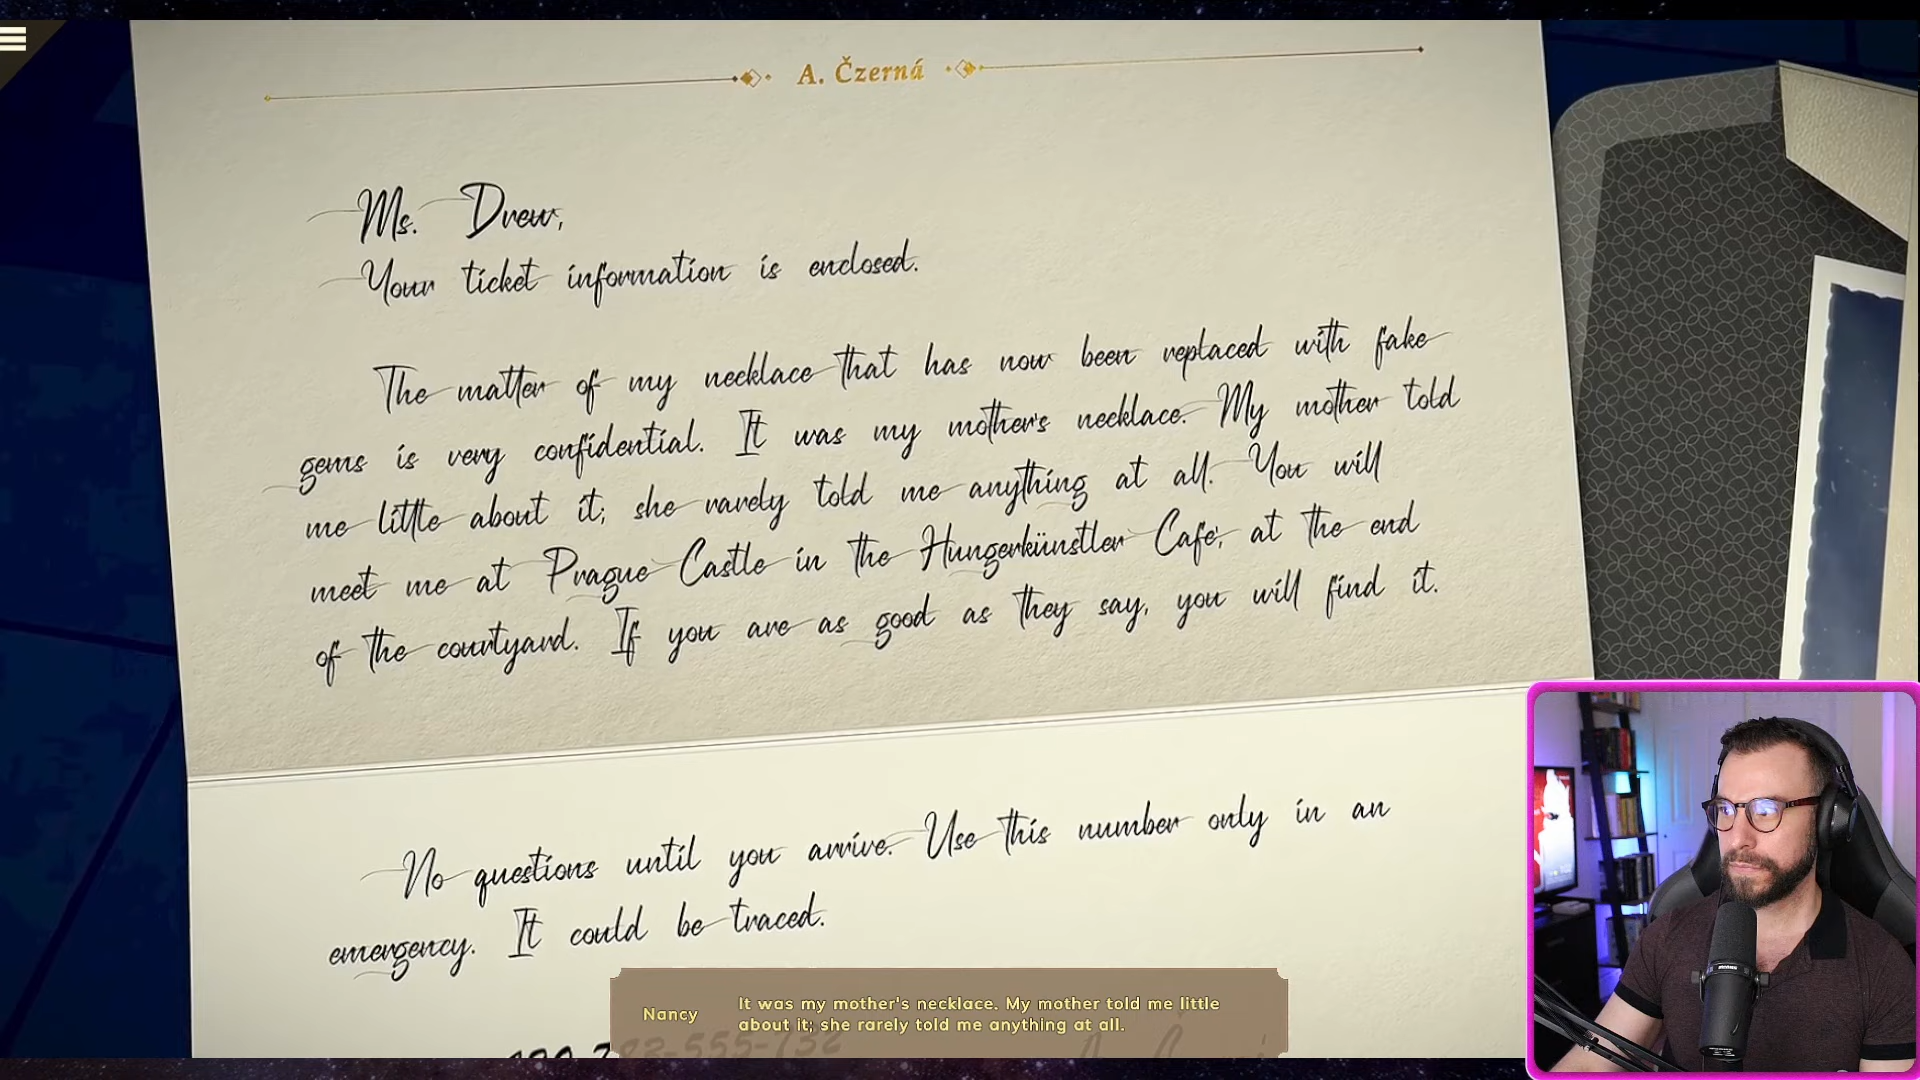 A. Čzerná
Ms. Drew,
Your ticket information is enclosed.
The matter of my necklace that has now been replaced with fake
gems is very confidential. It was my mother's necklace. My mother told
me little about it; she rarely told me anything at all. You will
meet me at Prague Castle in the Hungerkünstler Café, at the end
of the courtyard. If you are as good as they say, you will find it.
No questions until you arrive. Use this number only in an
emergency. It could be traced.
Nancy
It was my mother's necklace. My mother told me little
about it; she rarely told me anything at all.